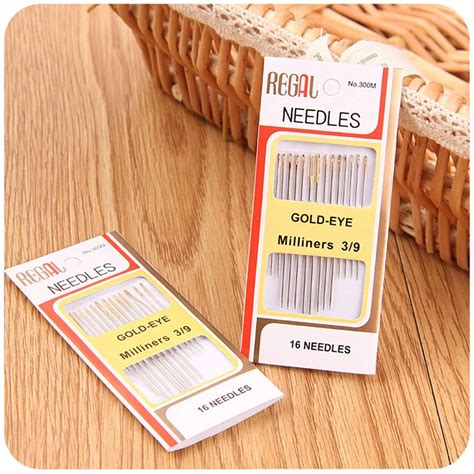 REGAL
No.300M
NEEDLES
GOLD-EYE
Milliners 3/9
16 NEEDLES
REGAL
No.300M
NEEDLES
GOLD-EYE
Milliners 3/9
16 NEEDLES